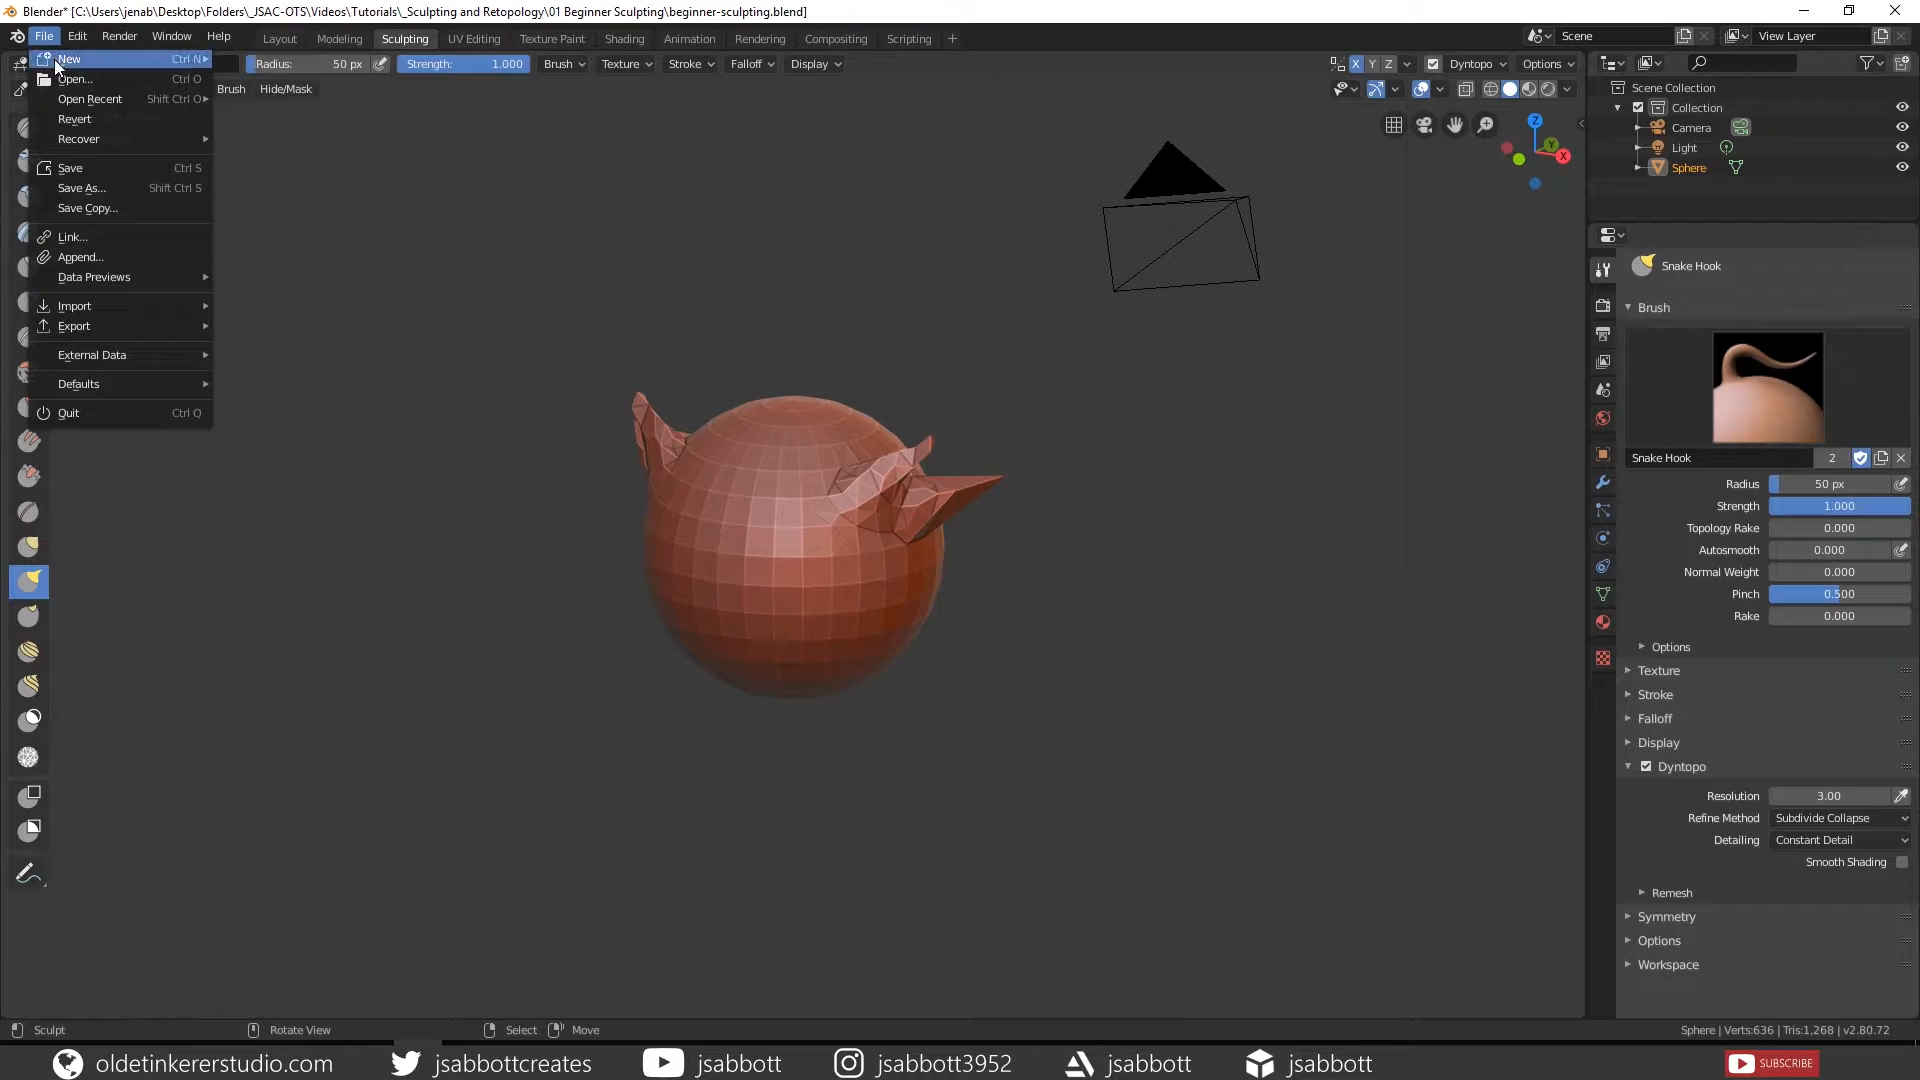 Blender* [C:\Users\jenab\Desktop\Folders\_JSAC-OTS\Videos\Tutorials\_Sculpting and Retopology\01 Beginner Sculpting\beginner-sculpting.blend]
File Edit Render Window Help Layout Modeling Sculpting UV Editing Texture Paint Shading Animation Rendering Compositing Scripting + Scene View Layer
Radius: 50 px Strength: 1.000 Brush Texture Stroke Falloff Display X Y Z Dyntopo Options
Brush Hide/Mask
New Ctrl N
Open... Ctrl O
Open Recent Shift Ctrl O
Revert
Recover
Save Ctrl S
Save As... Shift Ctrl S
Save Copy...
Link...
Append...
Data Previews
Import
Export
External Data
Defaults
Quit Ctrl Q
Z
Y
X
Scene Collection
Collection
Camera
Light
Sphere
Snake Hook
Brush
Snake Hook 2
Radius 50 px
Strength 1.000
Topology Rake 0.000
Autosmooth 0.000
Normal Weight 0.000
Pinch 0.500
Rake 0.000
Options
Texture
Stroke
Falloff
Display
Dyntopo
Resolution 3.00
Refine Method Subdivide Collapse
Detailing Constant Detail
Smooth Shading
Remesh
Symmetry
Options
Workspace
Sculpt Rotate View Select Move Sphere | Verts:636 | Tris:1,268 | v2.80.72
oldetinkererstudio.com jsabbottcreates jsabbott jsabbott3952 jsabbott jsabbott SUBSCRIBE